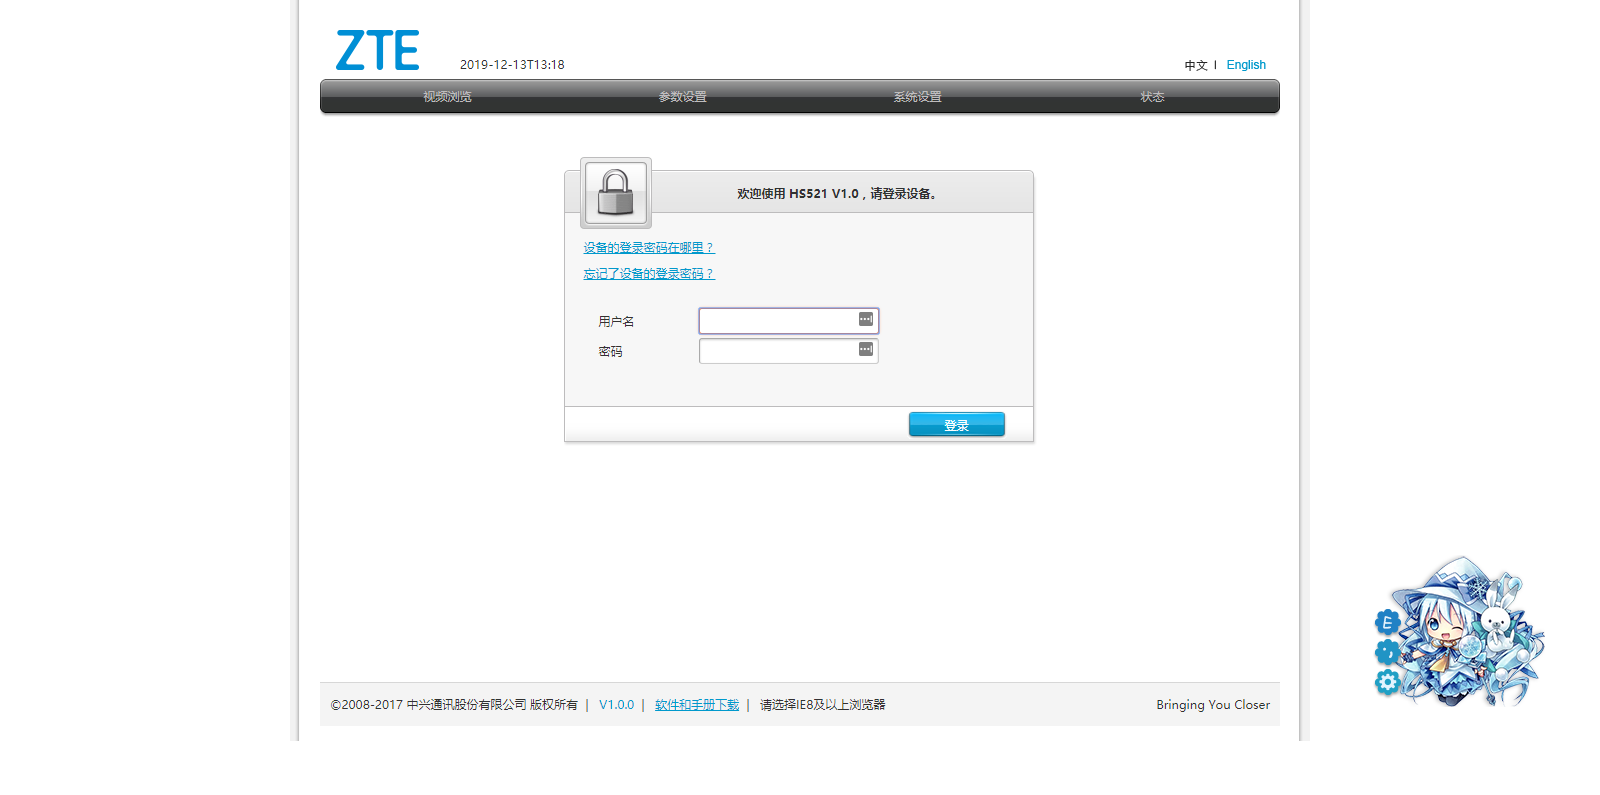 ZTE
2019-12-13T13:18
中文 | English
视频浏览 参数设置 系统设置 状态
欢迎使用 HS521 V1.0，请登录设备。
设备的登录密码在哪里？
忘记了设备的登录密码？
用户名
密码
登录
E
©2008-2017 中兴通讯股份有限公司 版权所有 | V1.0.0 | 软件和手册下载 | 请选择IE8及以上浏览器 Bringing You Closer